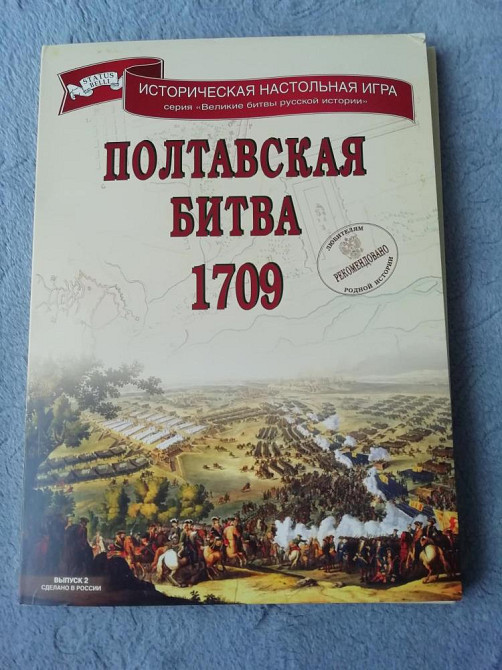 STATUS
BELLI
ИСТОРИЧЕСКАЯ НАСТОЛЬНАЯ ИГРА
серия «Великие битвы русской истории»
ПОЛТАВСКАЯ
БИТВА
1709
ЛЮБИТЕЛЯМ
РЕКОМЕНДОВАНО
РОДНОЙ ИСТОРИИ
ВЫПУСК 2
СДЕЛАНО В РОССИИ